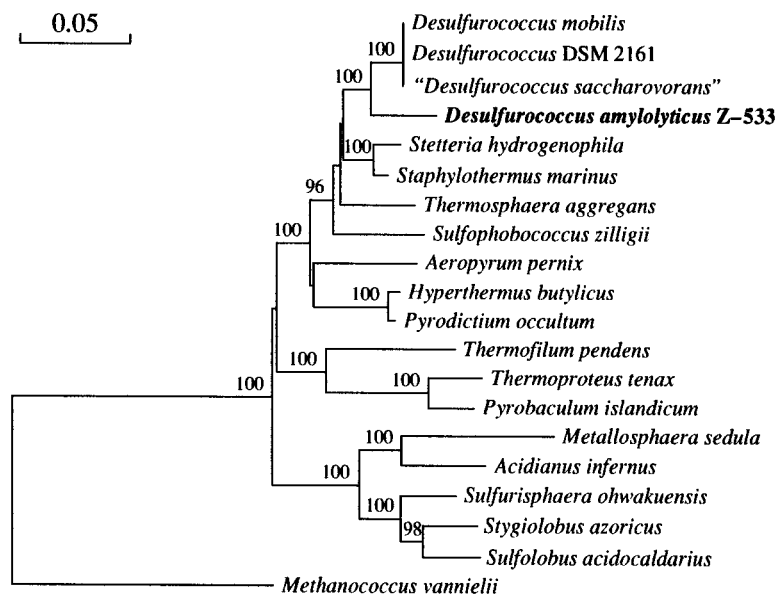 0.05
Desulfurococcus mobilis
100
Desulfurococcus DSM 2161
100
“Desulfurococcus saccharovorans”
Desulfurococcus amylolyticus Z–533
100
Stetteria hydrogenophila
Staphylothermus marinus
96
Thermosphaera aggregans
100
Sulfophobococcus zilligii
Aeropyrum pernix
100
Hyperthermus butylicus
Pyrodictium occultum
100
Thermofilum pendens
100
100
Thermoproteus tenax
Pyrobaculum islandicum
100
Metallosphaera sedula
100
Acidianus infernus
100
Sulfurisphaera ohwakuensis
98
Stygiolobus azoricus
Sulfolobus acidocaldarius
Methanococcus vannielii